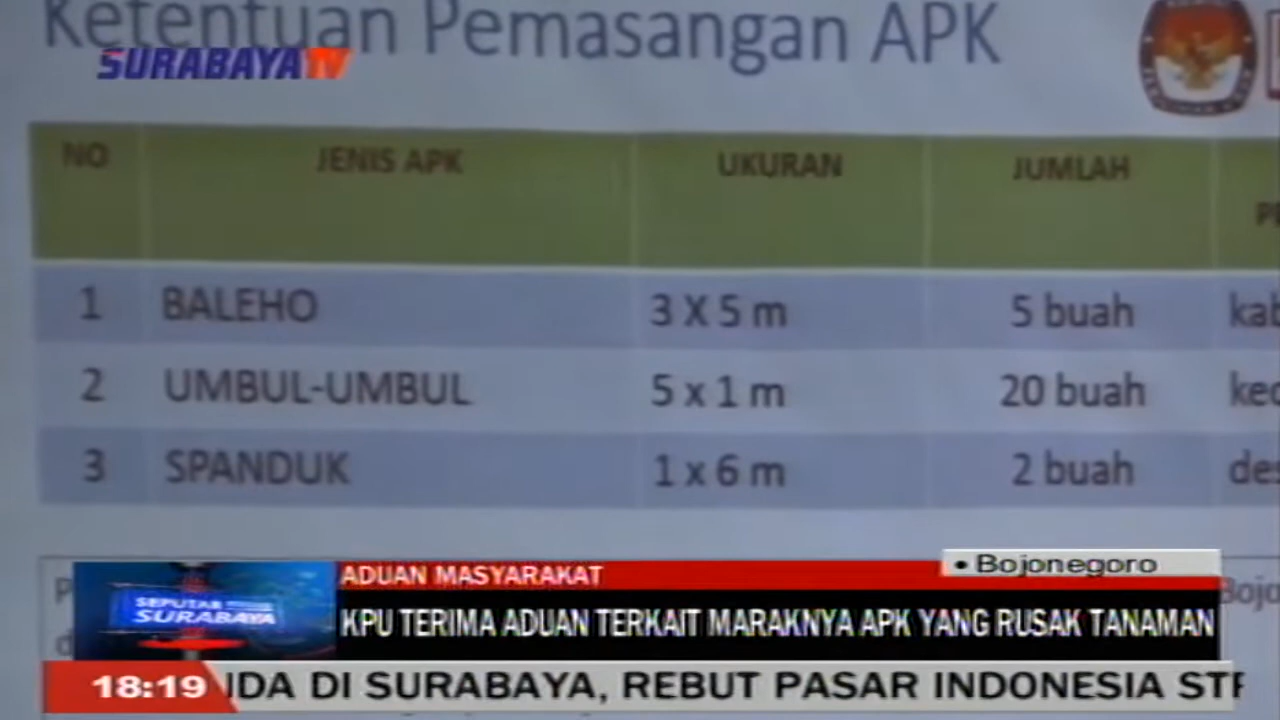 Ketentuan Pemasangan APK
SURABAYATV
NO JENIS APK UKURAN JUMLAH
1 BALEHO 3 X 5 m 5 buah
2 UMBUL-UMBUL 5 x 1 m 20 buah
3 SPANDUK 1 x 6 m 2 buah
Bojonegoro
ADUAN MASYARAKAT
SEPUTAR
SURABAYA
KPU TERIMA ADUAN TERKAIT MARAKNYA APK YANG RUSAK TANAMAN
18:19 DI SURABAYA, REBUT PASAR INDONESIA